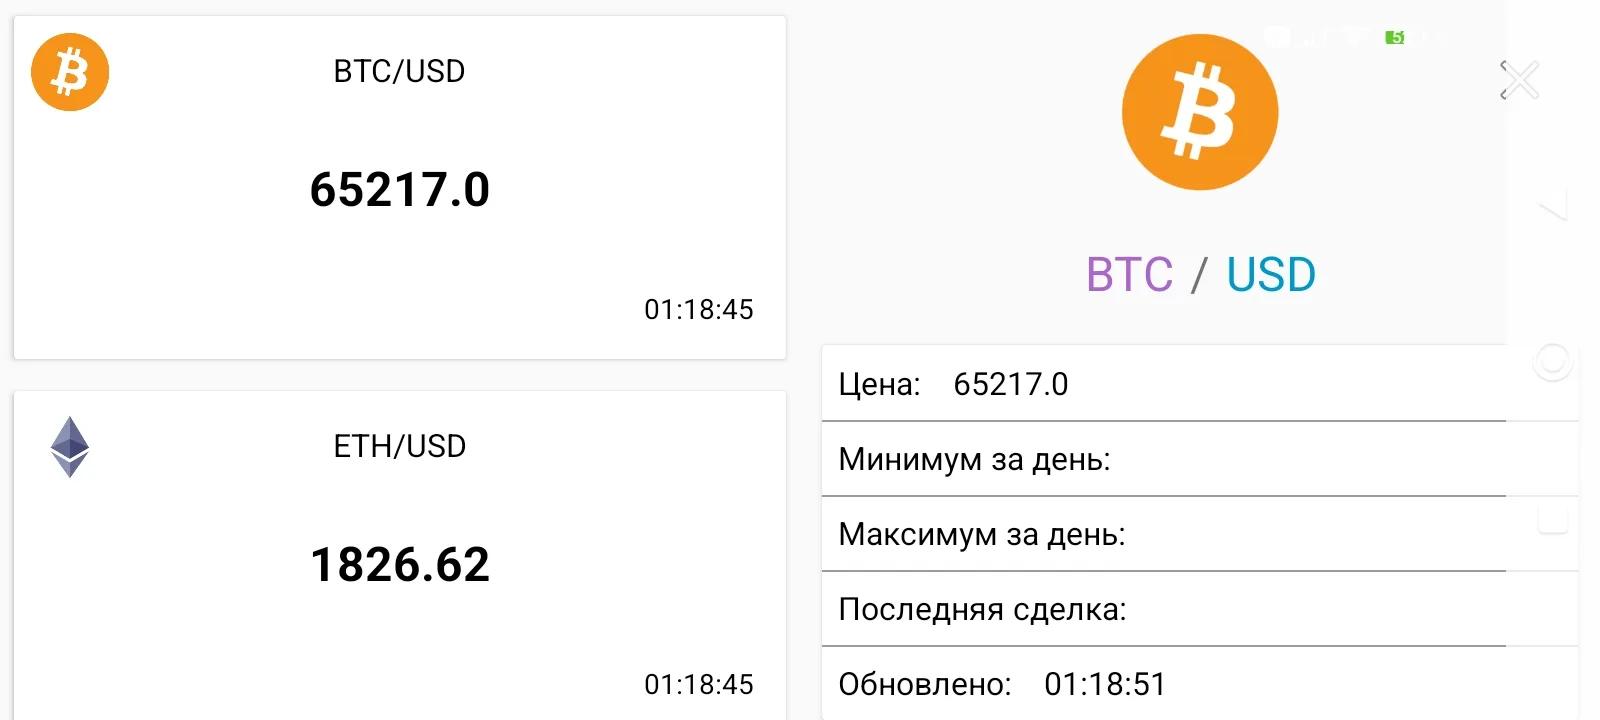 BTC/USD
65217.0
01:18:45
ETH/USD
1826.62
01:18:45
BTC / USD
Цена: 65217.0
Минимум за день:
Максимум за день:
Последняя сделка:
Обновлено: 01:18:51